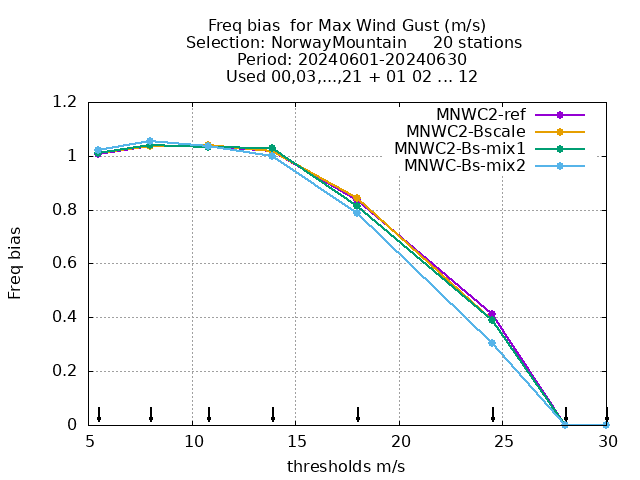 Freq bias  for Max Wind Gust (m/s)
Selection: NorwayMountain     20 stations
Period: 20240601-20240630
Used 00,03,...,21 + 01 02 ... 12
MNWC2-ref
MNWC2-Bscale
MNWC2-Bs-mix1
MNWC-Bs-mix2
Freq bias
1.2
1
0.8
0.6
0.4
0.2
0
5 10 15 20 25 30
thresholds m/s